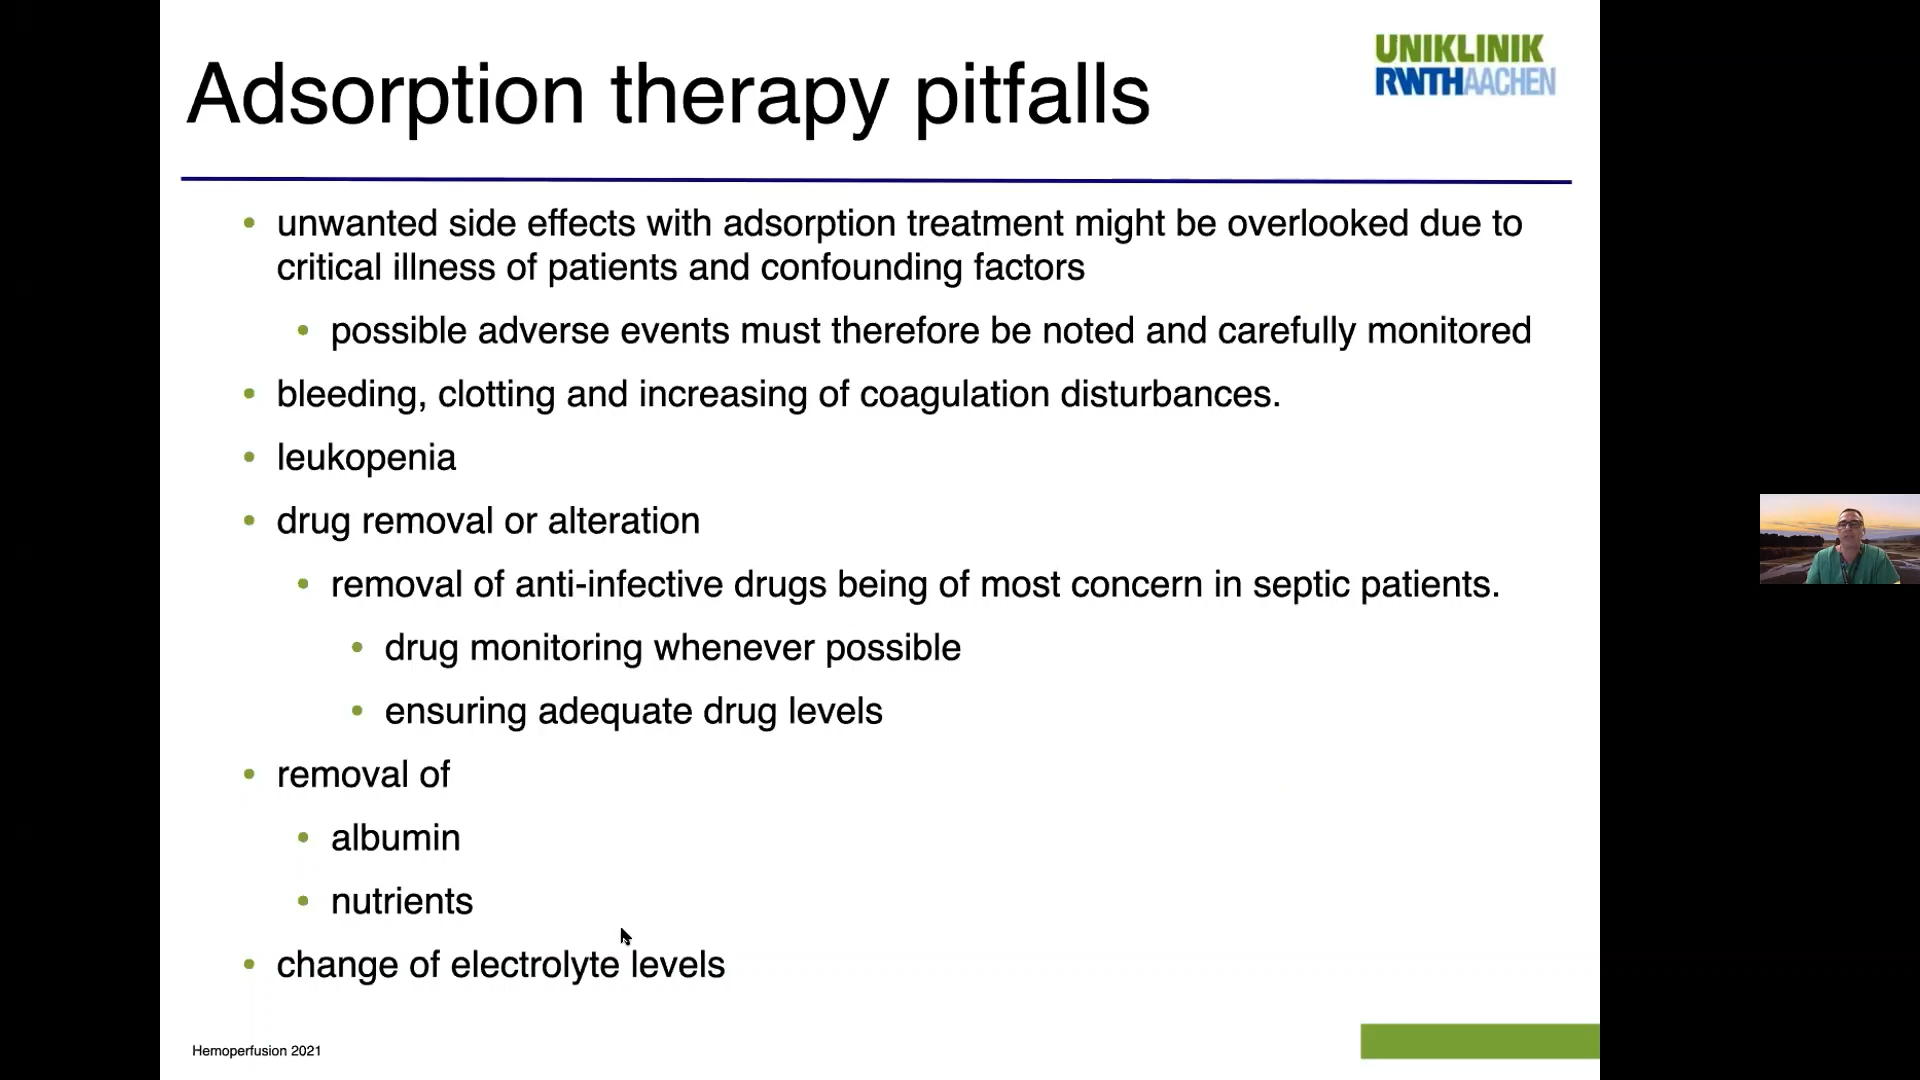 Adsorption therapy pitfalls
UNIKLINIK
RWTHAACHEN
• unwanted side effects with adsorption treatment might be overlooked due to
critical illness of patients and confounding factors
• possible adverse events must therefore be noted and carefully monitored
• bleeding, clotting and increasing of coagulation disturbances.
• leukopenia
• drug removal or alteration
• removal of anti-infective drugs being of most concern in septic patients.
• drug monitoring whenever possible
• ensuring adequate drug levels
• removal of
• albumin
• nutrients
• change of electrolyte levels
Hemoperfusion 2021